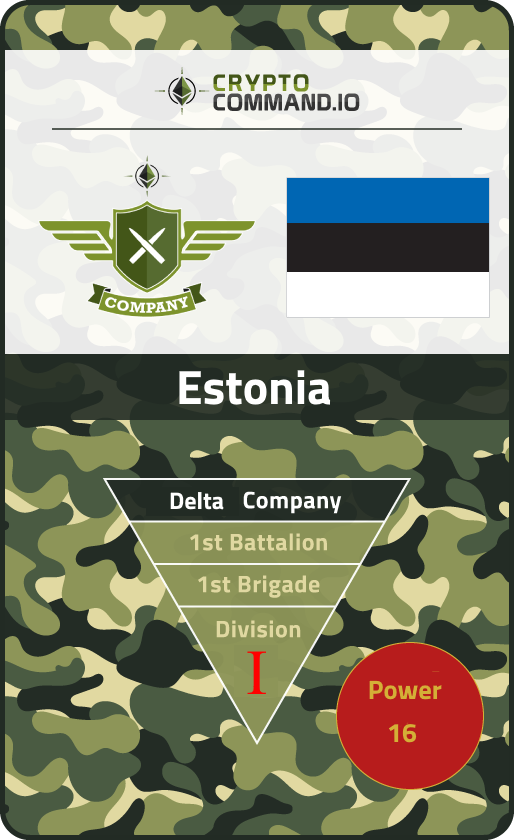 CRYPTO
COMMAND.IO
COMPANY
Estonia
Delta Company
1st Battalion
1st Brigade
Division
I
Power
16